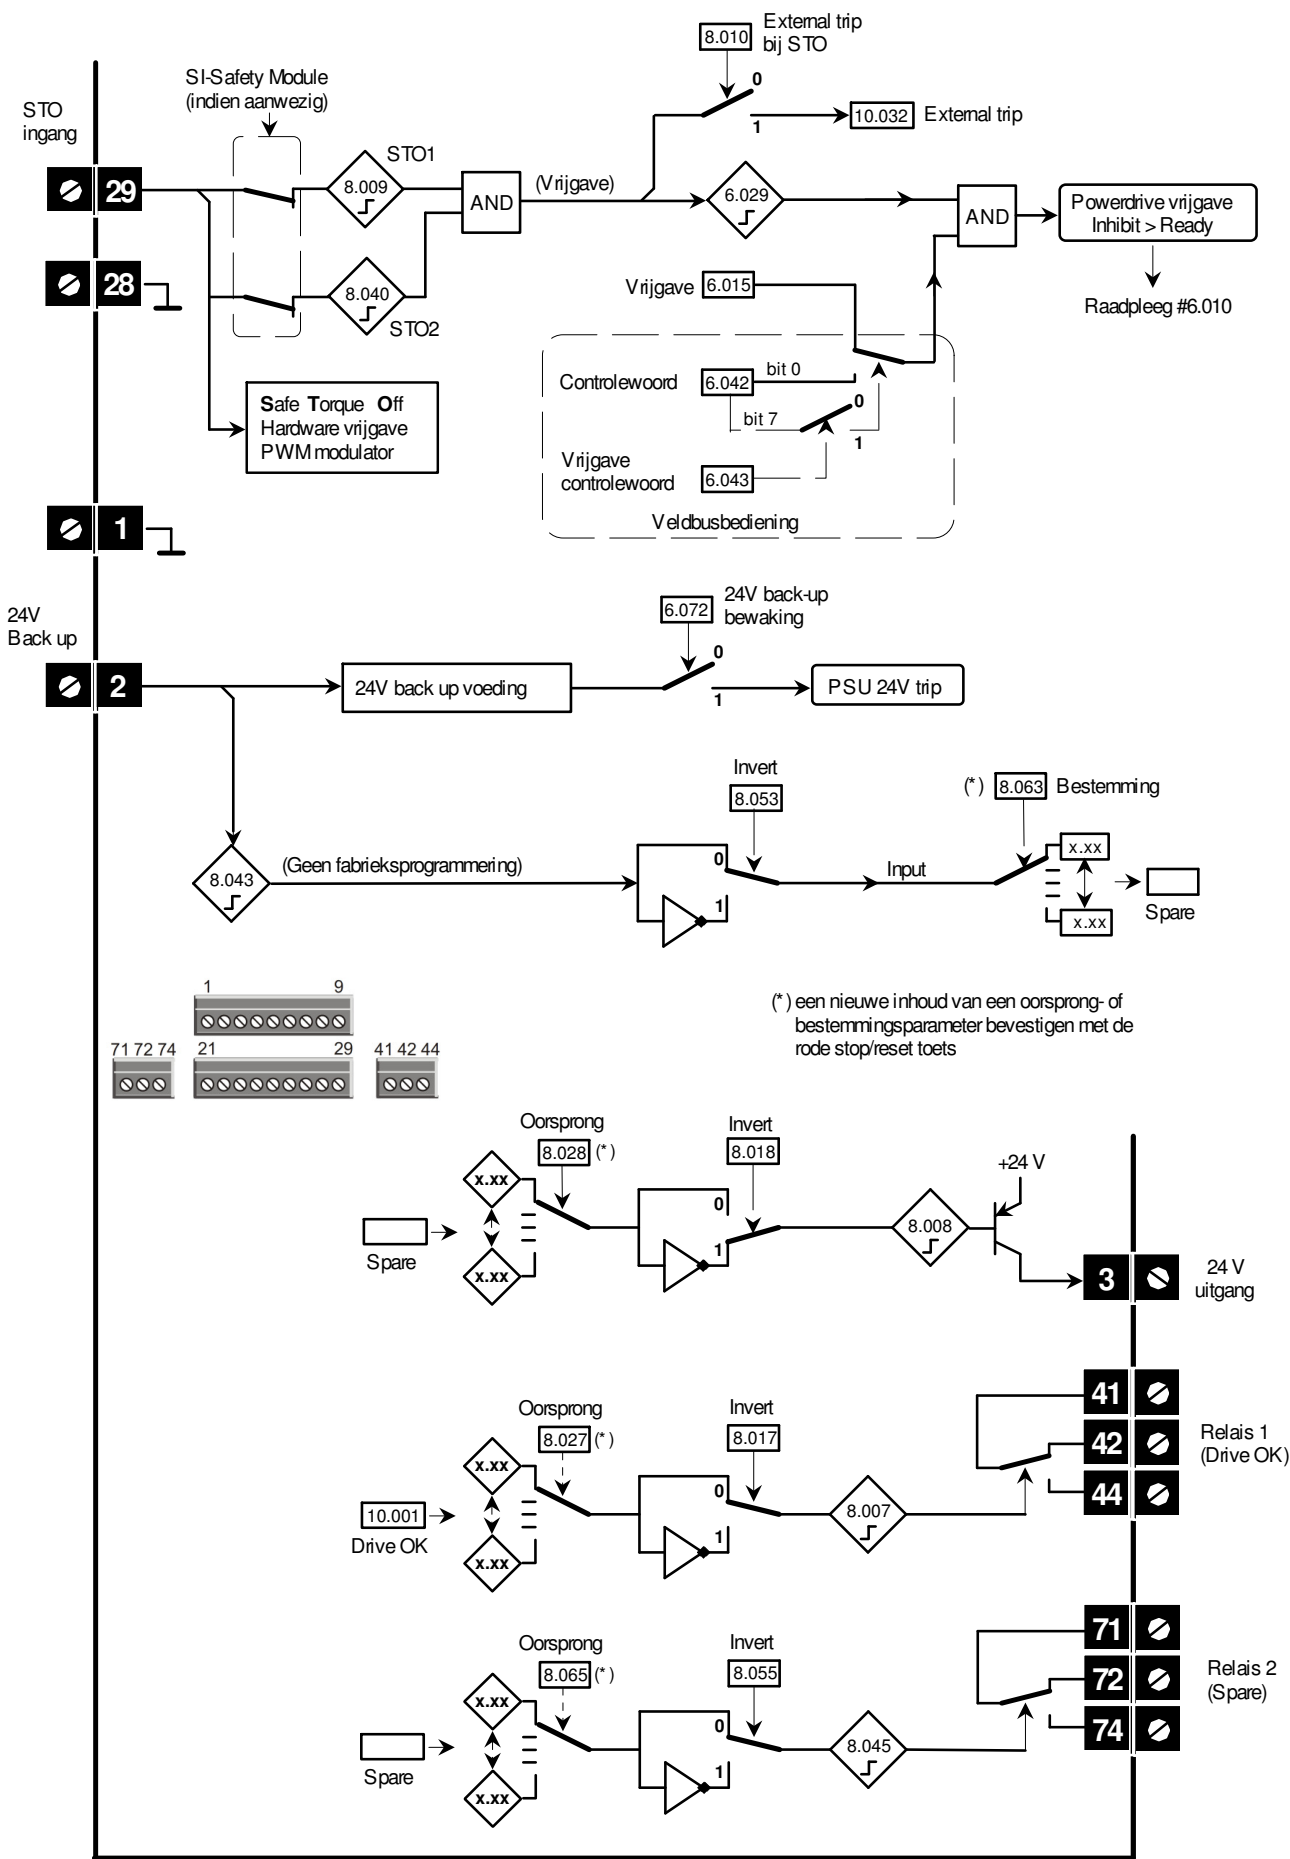 External trip
bij STO
8.010
0
1
10.032
External trip
SI-Safety Module
(indien aanwezig)
STO
ingang
29
STO1
8.009
AND
(Vrijgave)
6.029
AND
Powerdrive vrijgave
Inhibit > Ready
28
8.040
STO2
Vrijgave
6.015
Raadpleeg #6.010
Safe Torque Off
Hardware vrijgave
PWM modulator
Controlewoord
6.042
bit 0
bit 7
0
1
Vrijgave
controlewoord
6.043
Veldbusbediening
1
24V
Back up
2
24V back up voeding
6.072
24V back-up
bewaking
0
1
PSU 24V trip
8.043
(Geen fabrieksprogrammering)
Invert
8.053
0
1
Input
(*)
8.063
Bestemming
x.xx
x.xx
Spare
1 9
71 72 74
21 29
41 42 44
(*) een nieuwe inhoud van een oorsprong- of
bestemmingsparameter bevestigen met de
rode stop/reset toets
Oorsprong
8.028
(*)
x.xx
x.xx
Spare
Invert
8.018
0
1
8.008
+24 V
3
24 V
uitgang
Oorsprong
8.027
(*)
x.xx
x.xx
10.001
Drive OK
Invert
8.017
0
1
8.007
41
42
44
Relais 1
(Drive OK)
Oorsprong
8.065
(*)
x.xx
x.xx
Spare
Invert
8.055
0
1
8.045
71
72
74
Relais 2
(Spare)